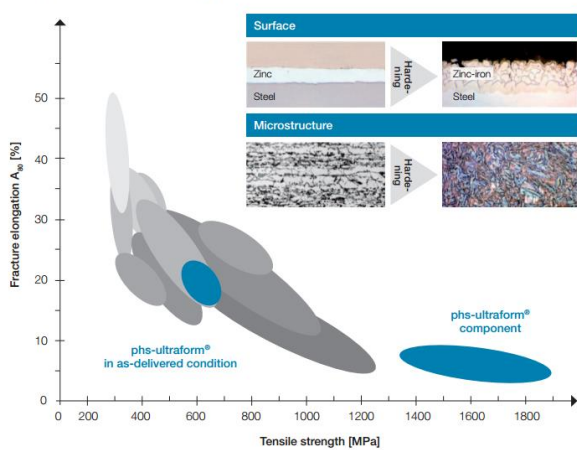 Surface
Zinc
Steel
Harde-
ning
Zinc-iron
Steel
Microstructure
Harde-
ning
Fracture elongation A₈₀ [%]
50
40
30
20
10
0
phs-ultraform®
in as-delivered condition
phs-ultraform®
component
0 200 400 600 800 1000 1200 1400 1600 1800
Tensile strength [MPa]